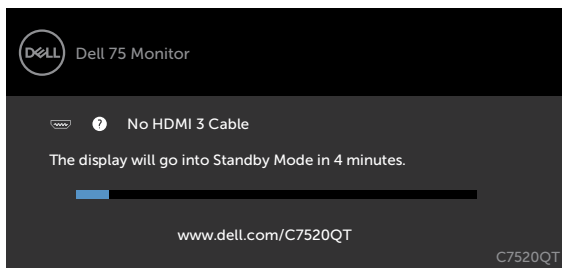 DELL
Dell 75 Monitor
? No HDMI 3 Cable
The display will go into Standby Mode in 4 minutes.
www.dell.com/C7520QT
C7520QT